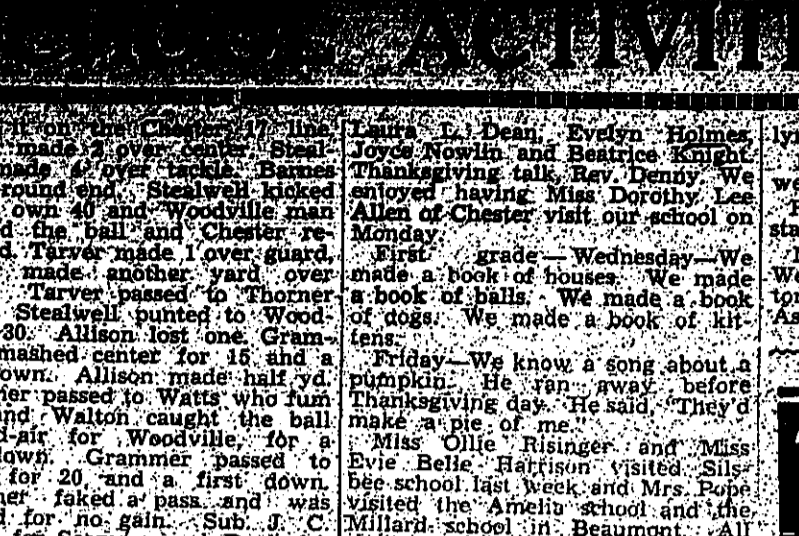 SCHOOL ACTIVITI
it on the Chester 17 line.
made 2 over center. Steal-
made 4 over tackle. Barnes
round end. Stealwell kicked
own 40 and Woodville man
d the ball and Chester re-
d. Tarver made 1 over guard,
made another yard over
Tarver passed to Thorner
Stealwell punted to Wood-
30. Allison lost one. Gram-
mashed center for 15 and a
own. Allison made half yd.
ner passed to Watts who fum
and Walton caught the ball
d-air for Woodville, for a
down. Grammer passed to
for 20 and a first down.
ner faked a pass and was
d for no gain. Sub. J. C.
Laura L. Dean, Evelyn Holmes,
Joyce Nowlin and Beatrice Knight.
Thanksgiving talk, Rev. Denny. We
enjoyed having Miss Dorothy Lee
Allen of Chester visit our school on
Monday.
First grade—Wednesday—We
made a book of houses. We made
a book of balls. We made a book
of dogs. We made a book of kit-
tens.
Friday—We know a song about a
pumpkin. He ran away before
Thanksgiving day. He said, "They'd
make a pie of me."
Miss Ollie Risinger and Miss
Evie Belle Harrison visited Sils-
bee school last week and Mrs. Pope
visited the Amelia school and the
Millard school in Beaumont. All
lyn
we
sta
We
ton
As